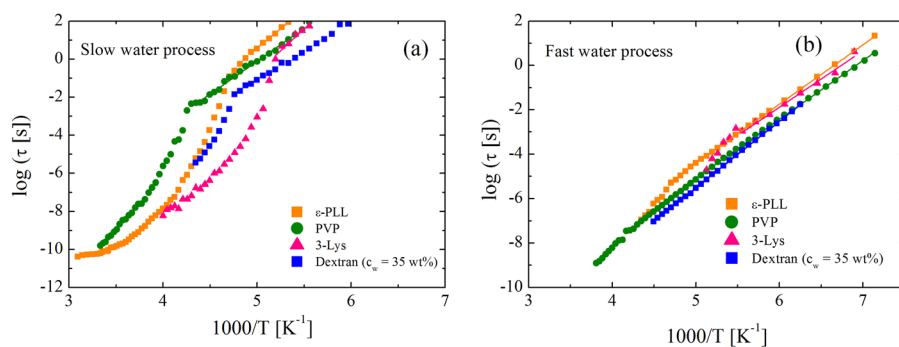 Slow water process
(a)
2
0
-2
-4
-6
-8
-10
-12
log (τ [s])
ε-PLL
PVP
3-Lys
Dextran (c_w = 35 wt%)
3 4 5 6 7
1000/T [K⁻¹]
Fast water process
(b)
2
0
-2
-4
-6
-8
-10
log (τ [s])
ε-PLL
PVP
3-Lys
Dextran (c_w = 35 wt%)
3 4 5 6 7
1000/T [K⁻¹]